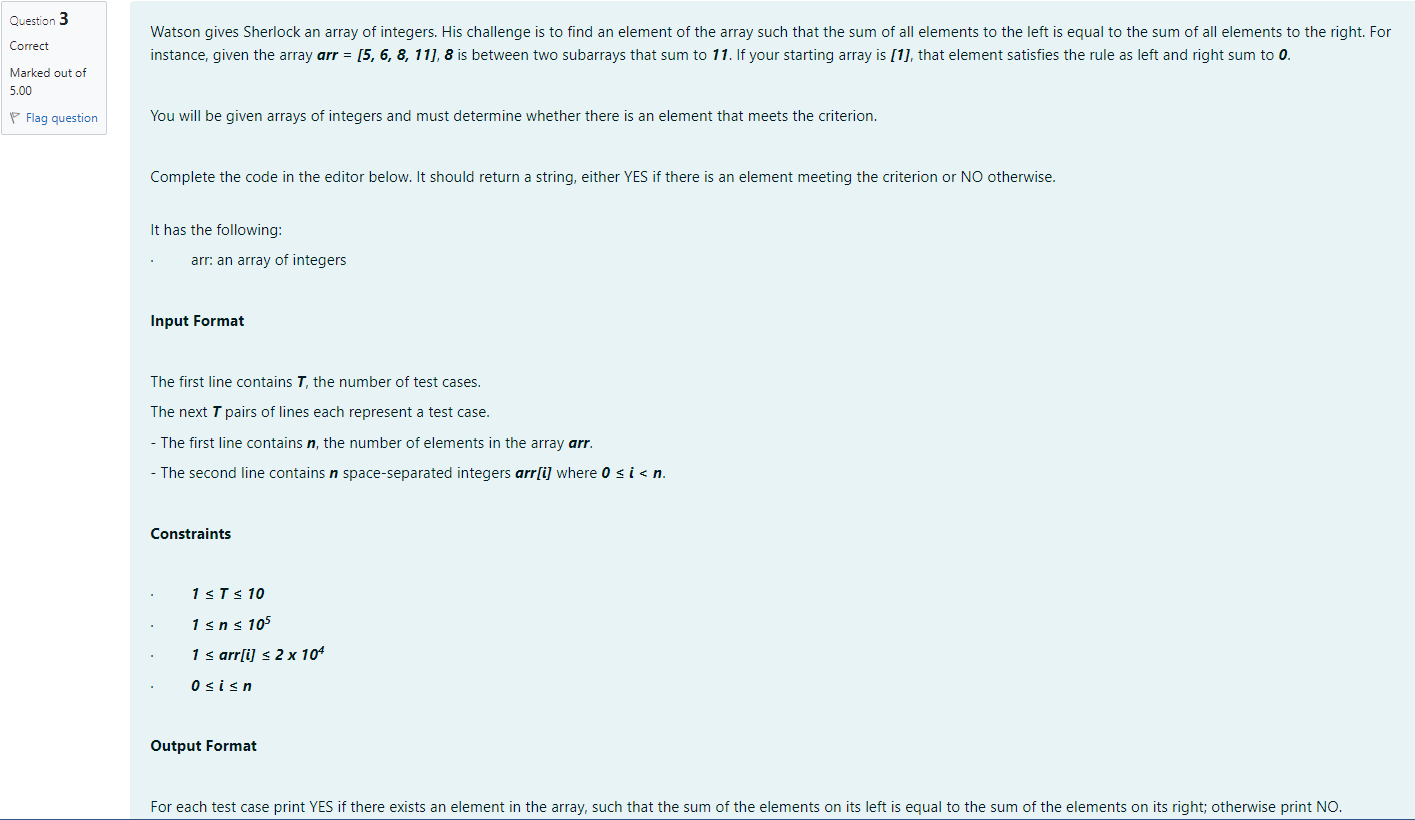 Question 3
Correct
Marked out of
5.00
Flag question
Watson gives Sherlock an array of integers. His challenge is to find an element of the array such that the sum of all elements to the left is equal to the sum of all elements to the right. For
instance, given the array arr = [5, 6, 8, 11], 8 is between two subarrays that sum to 11. If your starting array is [1], that element satisfies the rule as left and right sum to 0.
You will be given arrays of integers and must determine whether there is an element that meets the criterion.
Complete the code in the editor below. It should return a string, either YES if there is an element meeting the criterion or NO otherwise.
It has the following:
· arr: an array of integers
Input Format
The first line contains T, the number of test cases.
The next T pairs of lines each represent a test case.
- The first line contains n, the number of elements in the array arr.
- The second line contains n space-separated integers arr[i] where 0 ≤ i < n.
Constraints
· 1 ≤ T ≤ 10
· 1 ≤ n ≤ 10⁵
· 1 ≤ arr[i] ≤ 2 x 10⁴
· 0 ≤ i ≤ n
Output Format
For each test case print YES if there exists an element in the array, such that the sum of the elements on its left is equal to the sum of the elements on its right; otherwise print NO.